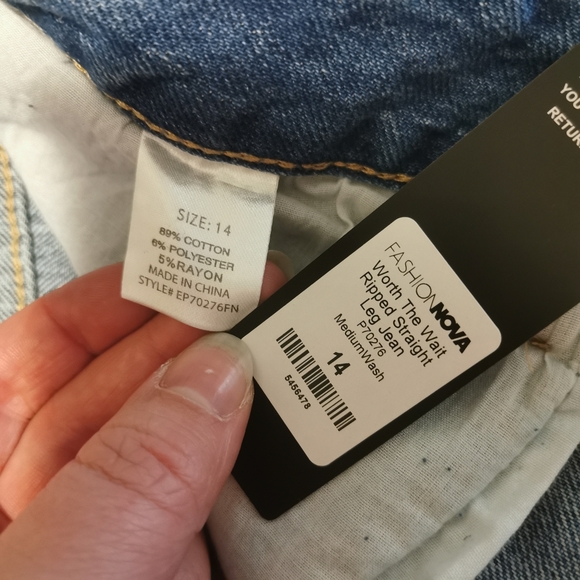 SIZE: 14
89% COTTON
6% POLYESTER
5% RAYON
MADE IN CHINA
STYLE# EP70276FN
FASHIONNOVA
Worth The Wait
Ripped Straight
Leg Jean
P70276
MediumWash
14
5456478
YOU
RETUR